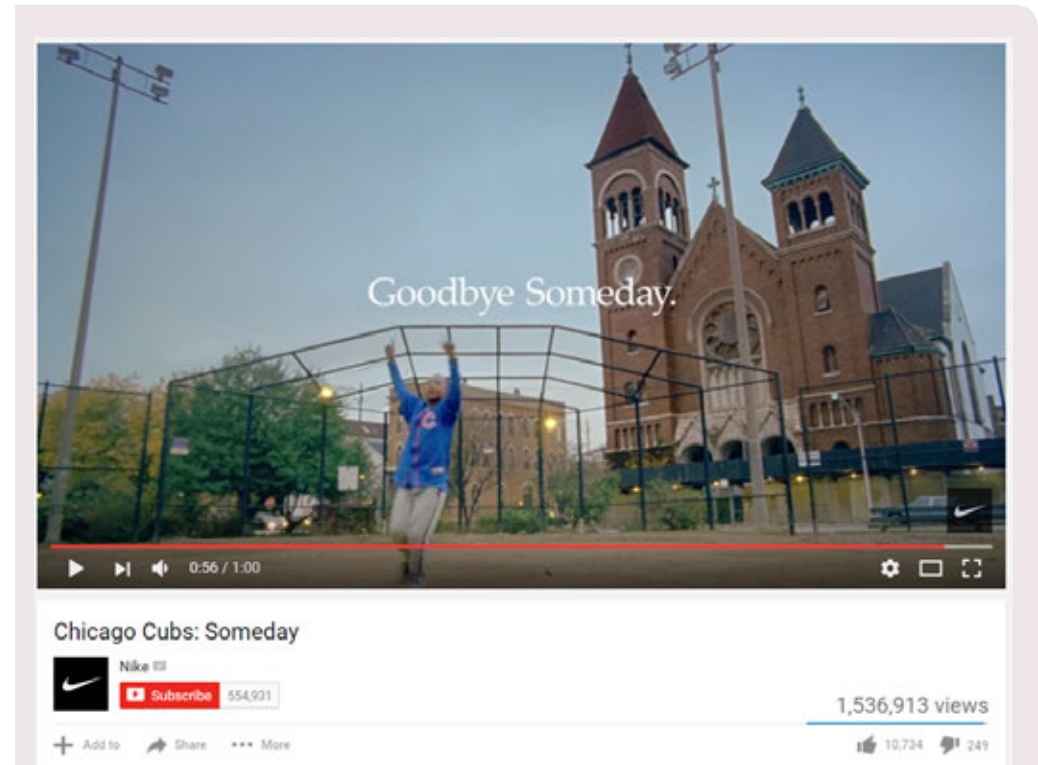 Goodbye Someday.
0:56 / 1:00
Chicago Cubs: Someday
Nike
Subscribe 554,931
1,536,913 views
Add to Share More
10,734 249